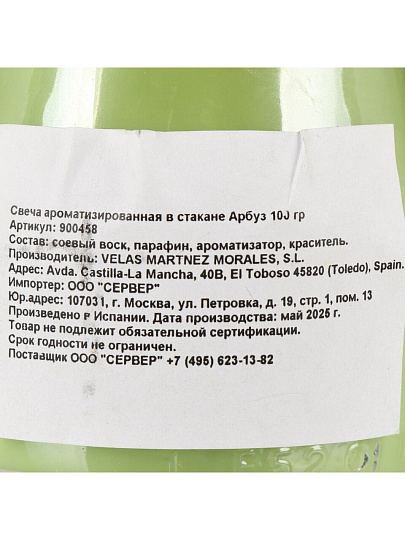 Свеча ароматизированная в стакане Арбуз 100 гр
Артикул: 900458
Состав: соевый воск, парафин, ароматизатор, краситель.
Производитель: VELAS MARTNEZ MORALES, S.L.
Адрес: Avda. Castilla-La Mancha, 40B, El Toboso 45820 (Toledo), Spain.
Импортер: ООО "СЕРВЕР"
Юр.адрес: 107031, г. Москва, ул. Петровка, д. 19, стр. 1, пом. 13
Произведено в Испании. Дата производства: май 2025 г.
Товар не подлежит обязательной сертификации.
Срок годности не ограничен.
Поставщик ООО "СЕРВЕР" +7 (495) 623-13-82